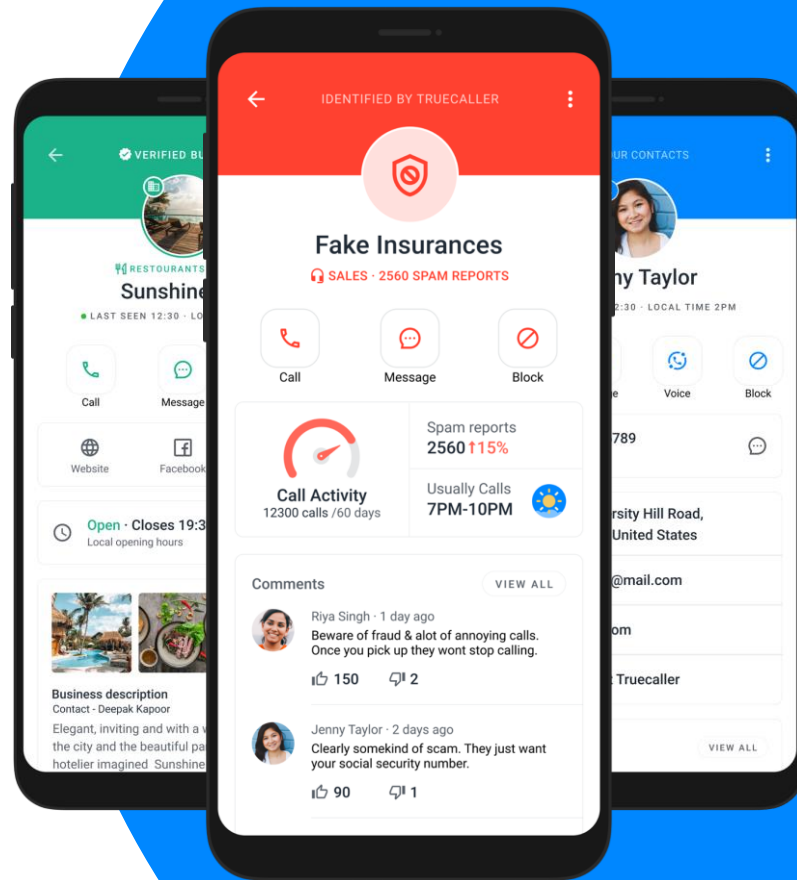 VERIFIED BU
RESTOURANTS
Sunshine
LAST SEEN 12:30 · LO
Call
Message
Website
Facebook
Open · Closes 19:3
Local opening hours
Business description
Contact - Deepak Kapoor
Elegant, inviting and with a v
the city and the beautiful pa
hotelier imagined Sunshine
IDENTIFIED BY TRUECALLER
Fake Insurances
SALES · 2560 SPAM REPORTS
Call
Message
Block
Call Activity
12300 calls /60 days
Spam reports
2560 ↑15%
Usually Calls
7PM-10PM
Comments
VIEW ALL
Riya Singh · 1 day ago
Beware of fraud & alot of annoying calls.
Once you pick up they wont stop calling.
150
2
Jenny Taylor · 2 days ago
Clearly somekind of scam. They just want
your social security number.
90
1
UR CONTACTS
ny Taylor
2:30 · LOCAL TIME 2PM
e
Voice
Block
789
rsity Hill Road,
United States
@mail.com
om
Truecaller
VIEW ALL